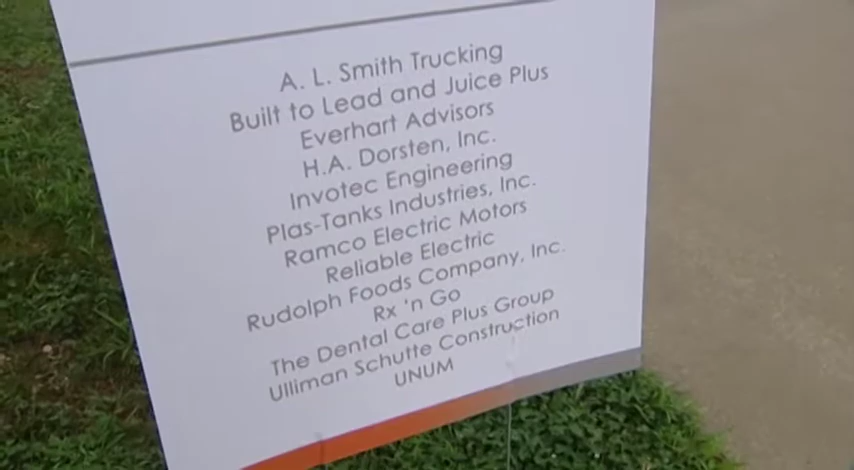 A. L. Smith Trucking
Built to Lead and Juice Plus
Everhart Advisors
H.A. Dorsten, Inc.
Invotec Engineering
Plas-Tanks Industries, Inc.
Ramco Electric Motors
Reliable Electric
Rudolph Foods Company, Inc.
Rx 'n Go
The Dental Care Plus Group
Ulliman Schutte Construction
UNUM